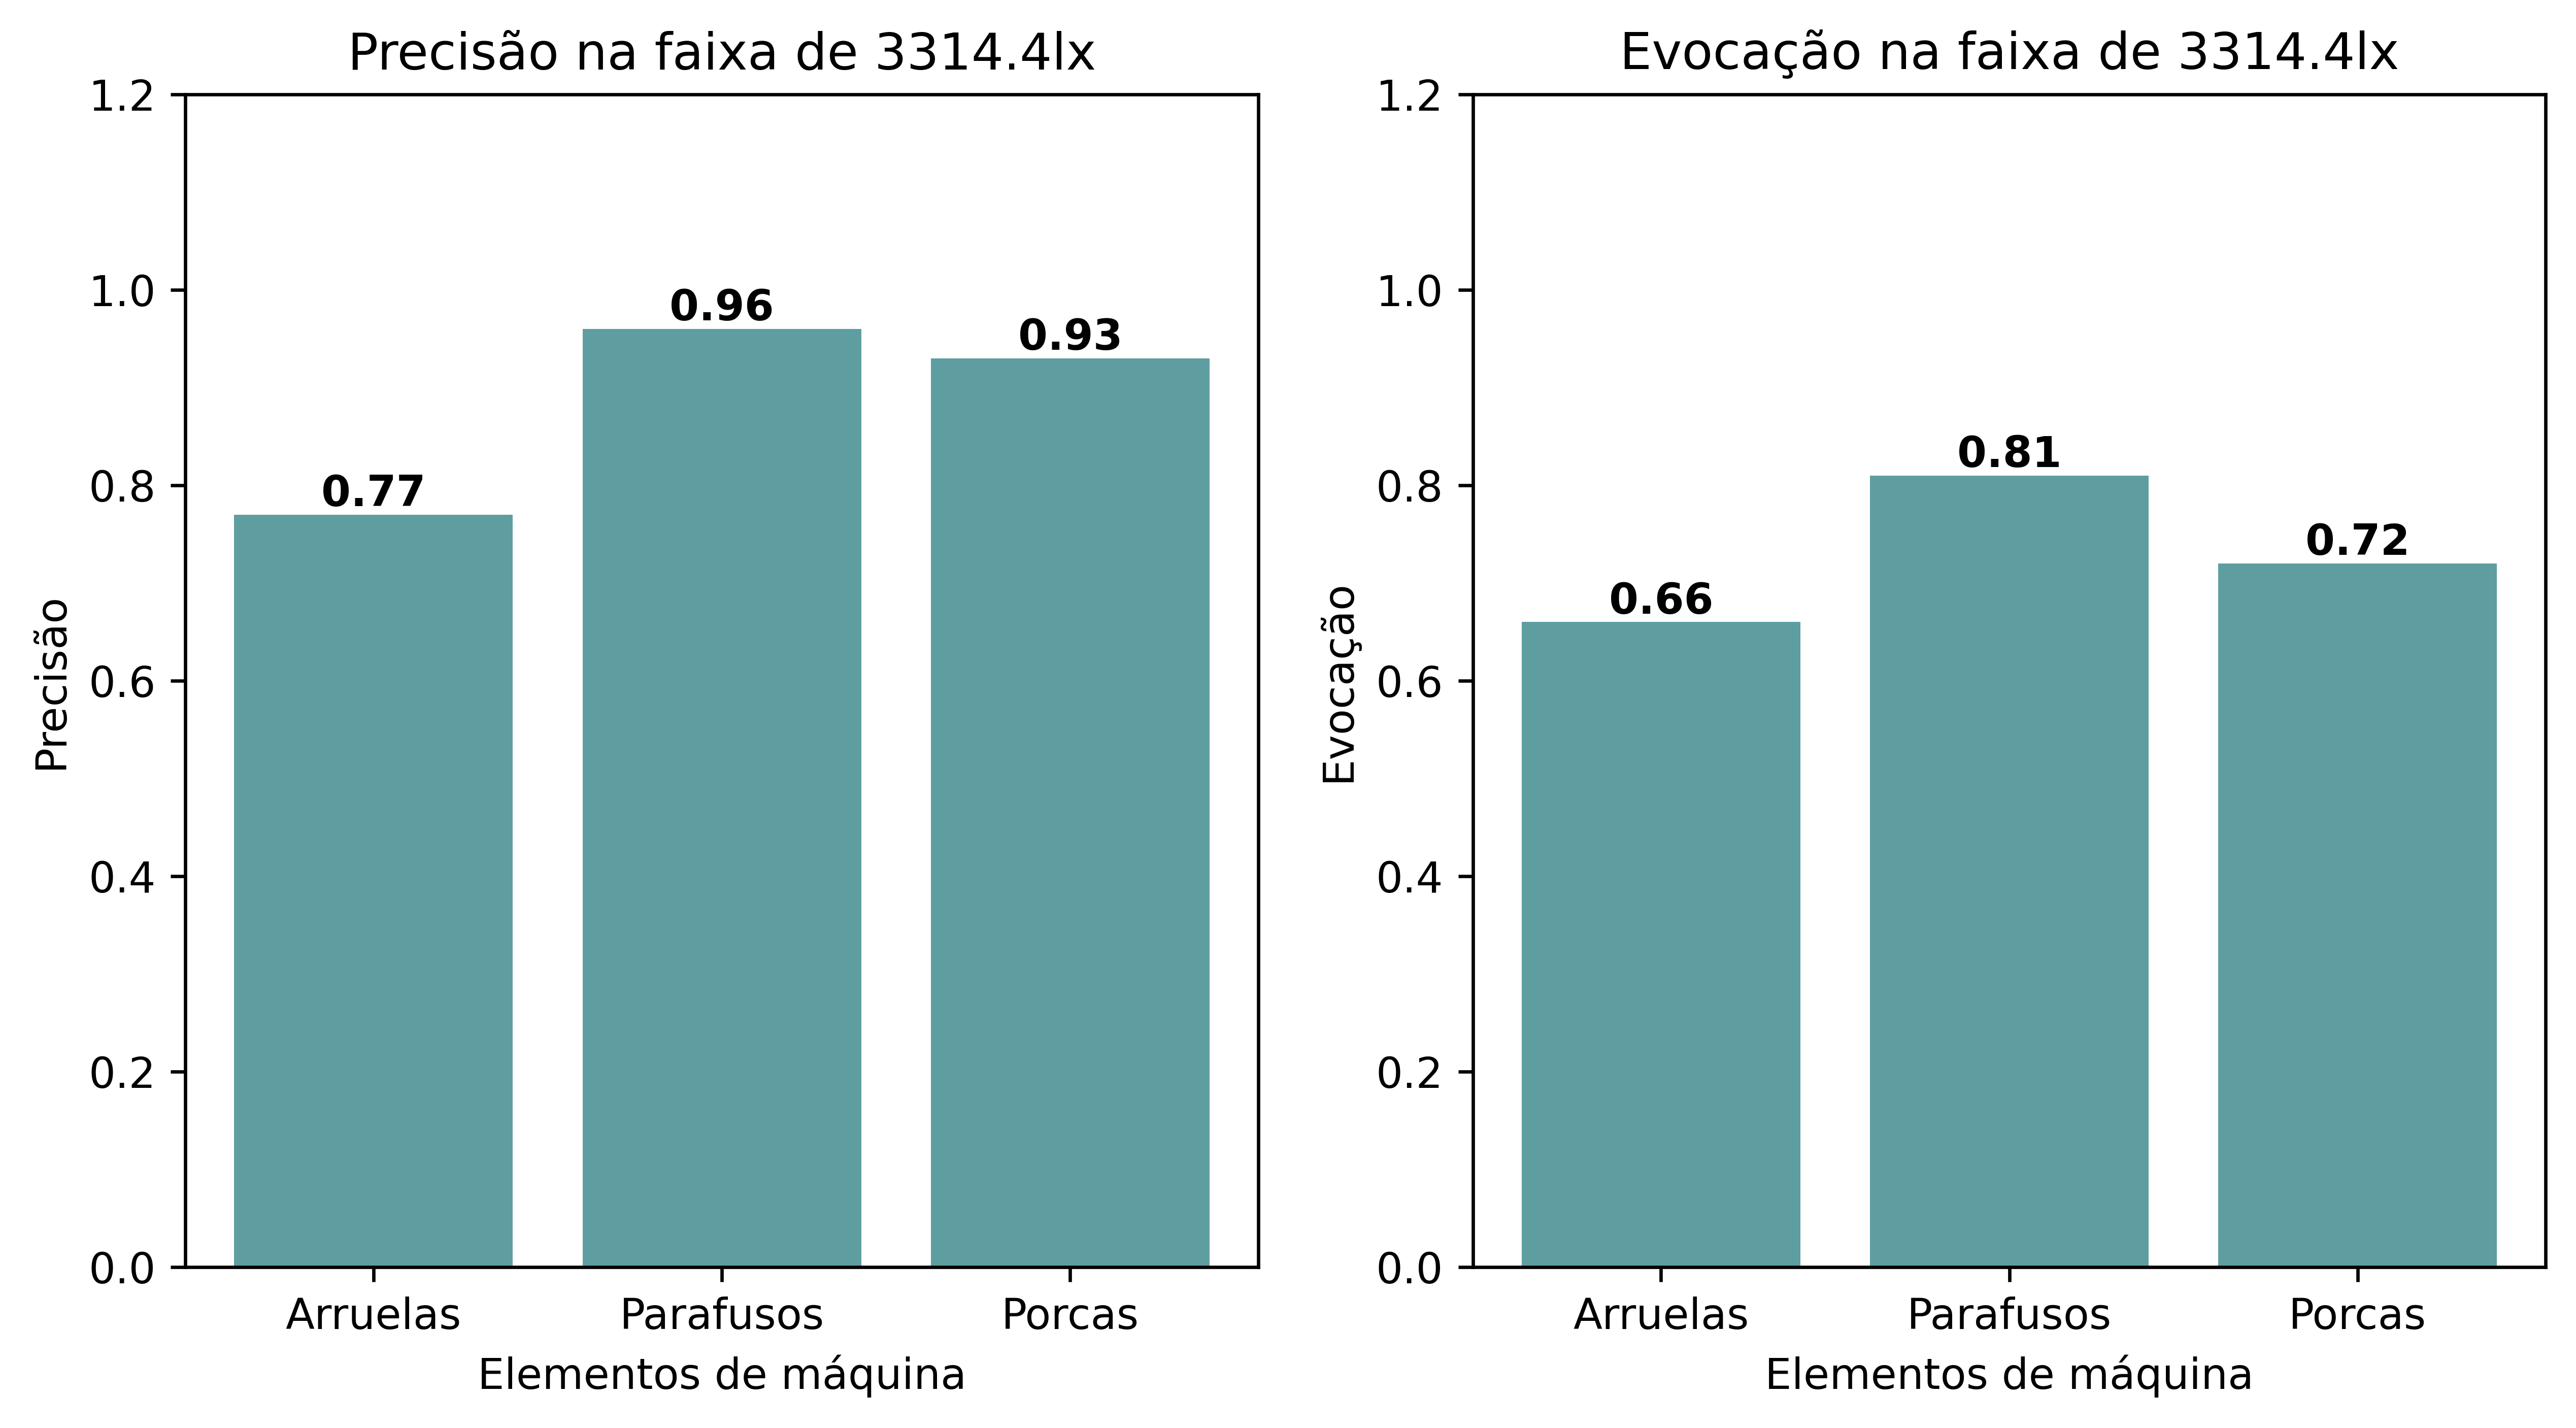 Precisão na faixa de 3314.4lx
1.2
1.0
0.8
0.6
0.4
0.2
0.0
Precisão
0.77
0.96
0.93
Arruelas Parafusos Porcas
Elementos de máquina
Evocação na faixa de 3314.4lx
1.2
1.0
0.8
0.6
0.4
0.2
0.0
Evocação
0.66
0.81
0.72
Arruelas Parafusos Porcas
Elementos de máquina